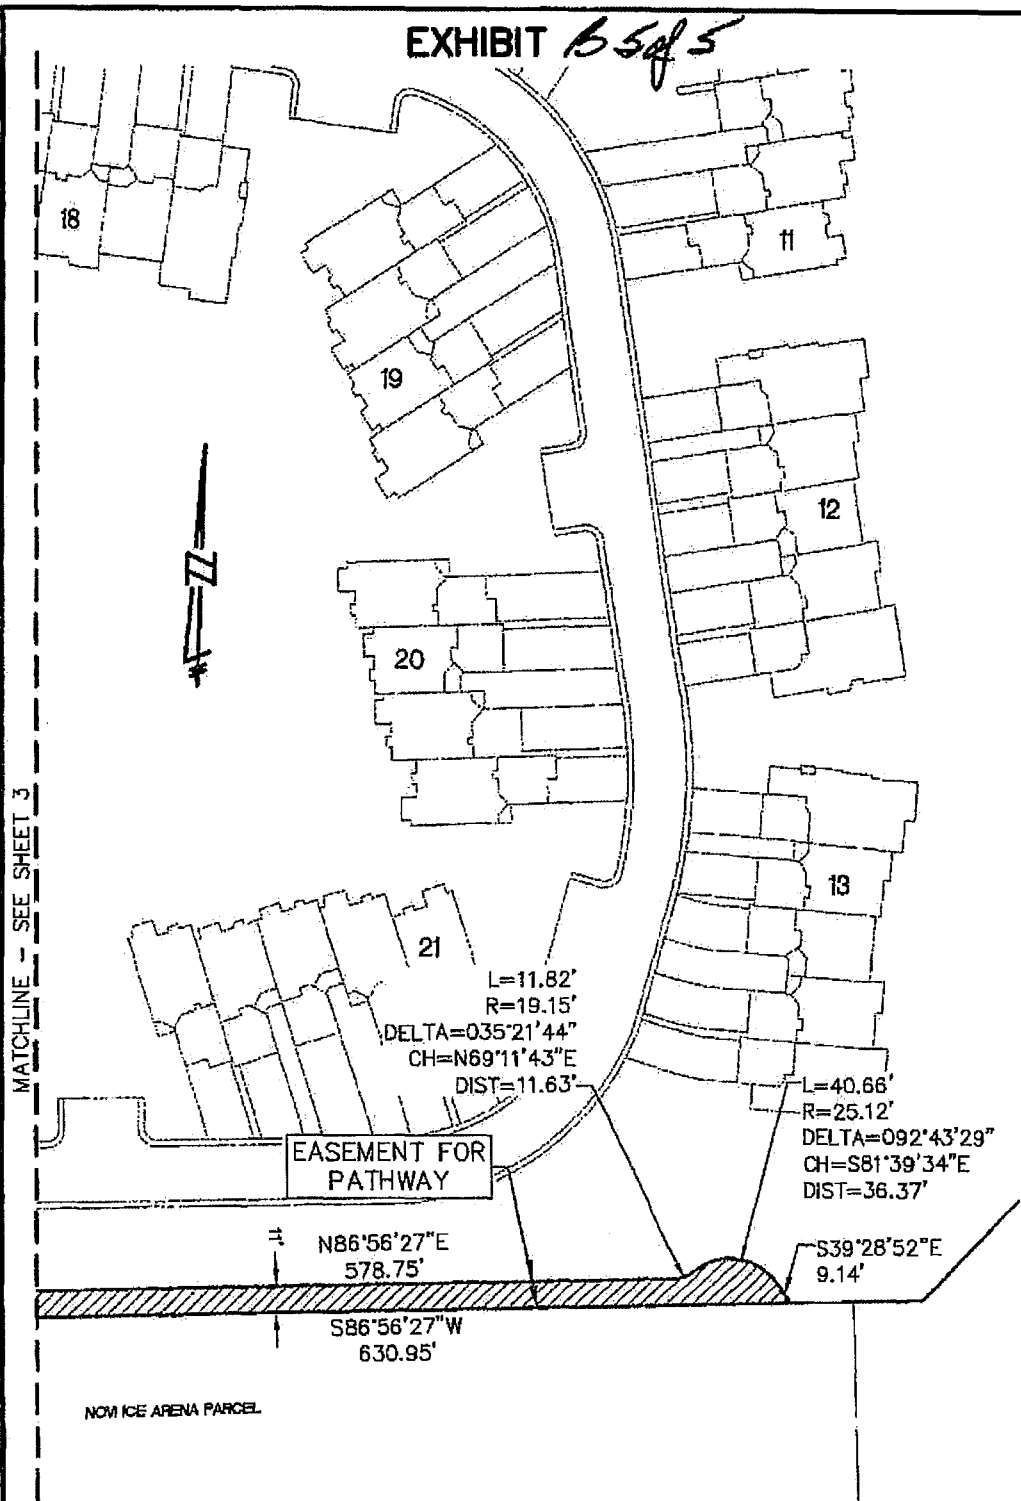 EXHIBIT B 5 of 5
18
11
19
12
20
13
21
MATCHLINE - SEE SHEET 3
L=11.82'
R=19.15'
DELTA=035°21'44"
CH=N69°11'43"E
DIST=11.63'
L=40.66'
R=25.12'
DELTA=092°43'29"
CH=S81°39'34"E
DIST=36.37'
EASEMENT FOR
PATHWAY
11'
N86°56'27"E
578.75'
S39°28'52"E
9.14'
S86°56'27"W
630.95'
NOVI ICE ARENA PARCEL